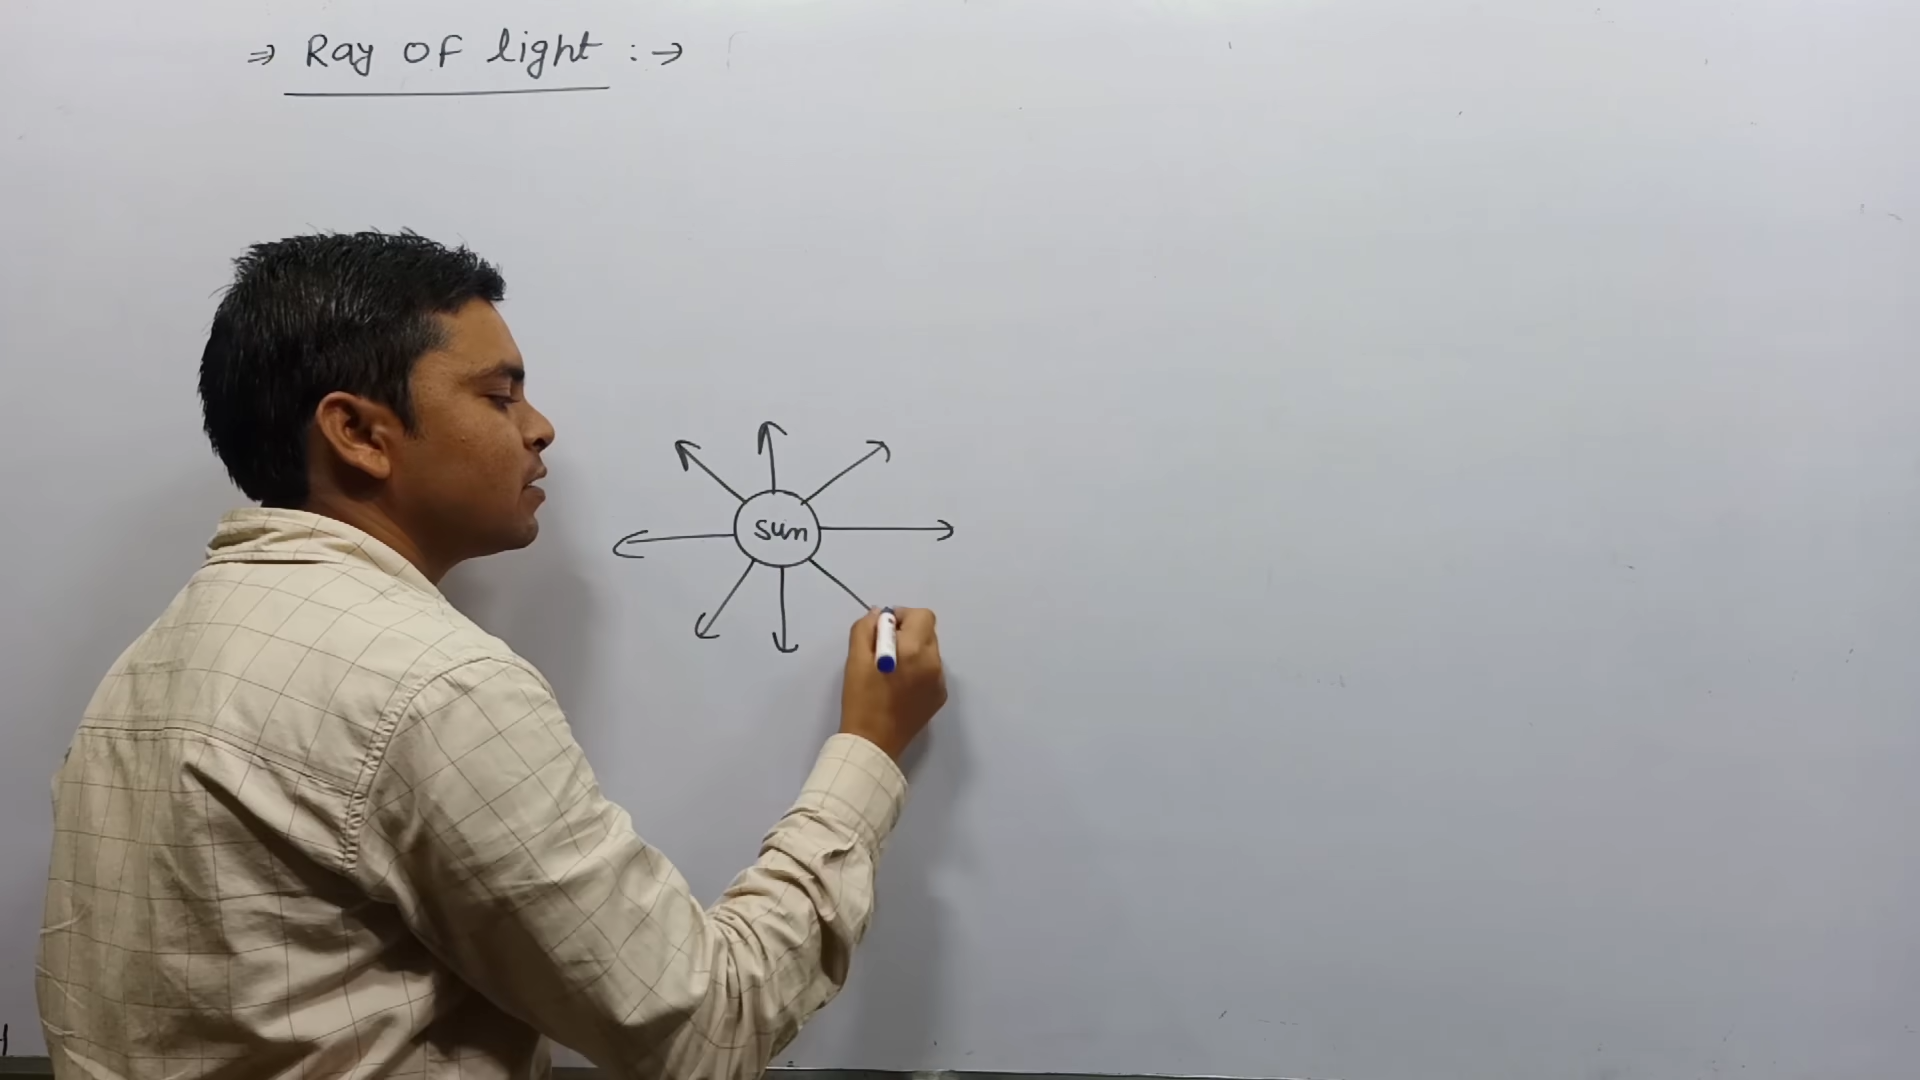 ⇒ Ray OF light :→
sun